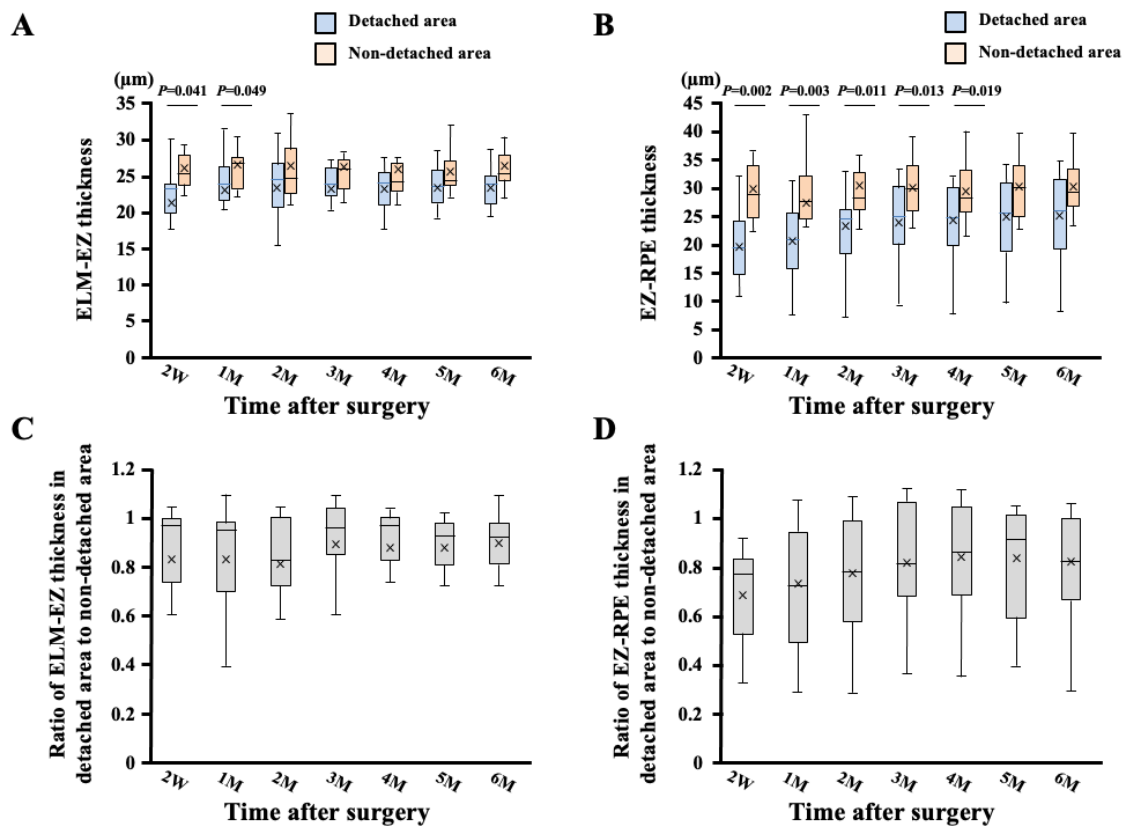 A
Detached area
Non-detached area
(μm)
P=0.041
P=0.049
35
30
25
20
15
10
5
0
ELM-EZ thickness
2W
1M
2M
3M
4M
5M
6M
Time after surgery
B
Detached area
Non-detached area
(μm)
P=0.002
P=0.003
P=0.011
P=0.013
P=0.019
45
40
35
30
25
20
15
10
5
0
EZ-RPE thickness
2W
1M
2M
3M
4M
5M
6M
Time after surgery
C
Ratio of ELM-EZ thickness in
detached area to non-detached area
1.2
1
0.8
0.6
0.4
0.2
0
2W
1M
2M
3M
4M
5M
6M
Time after surgery
D
Ratio of EZ-RPE thickness in
detached area to non-detached area
1.2
1
0.8
0.6
0.4
0.2
0
2W
1M
2M
3M
4M
5M
6M
Time after surgery